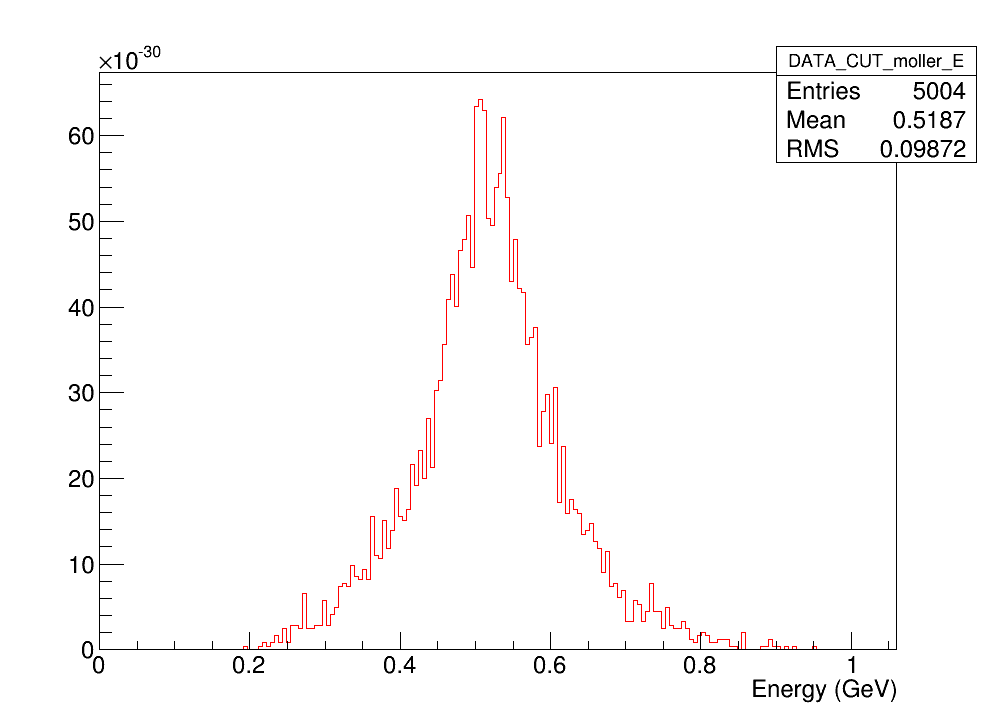 ×10-30
DATA_CUT_moller_E
Entries 5004
Mean 0.5187
RMS 0.09872
60
50
40
30
20
10
0
0 0.2 0.4 0.6 0.8 1
Energy (GeV)